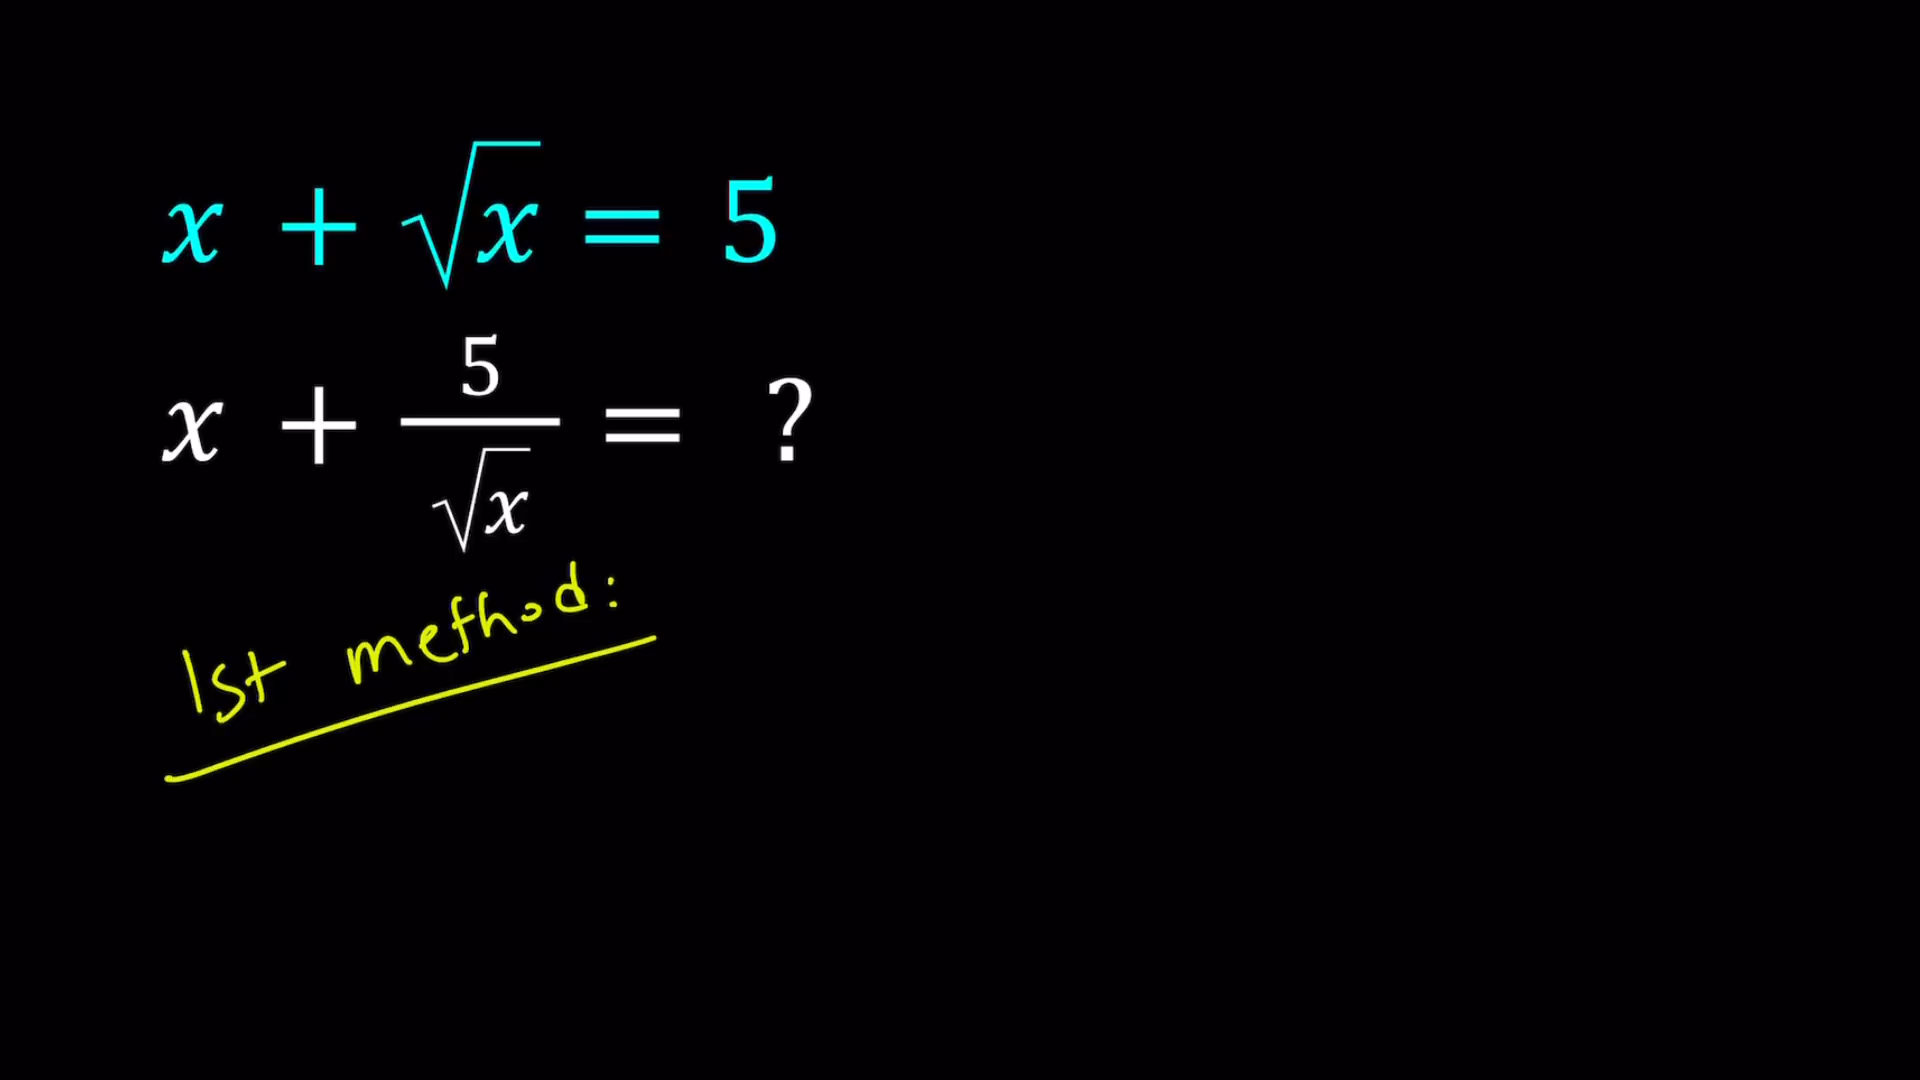 x + √x = 5
x + 5/√x = ?
1st method: